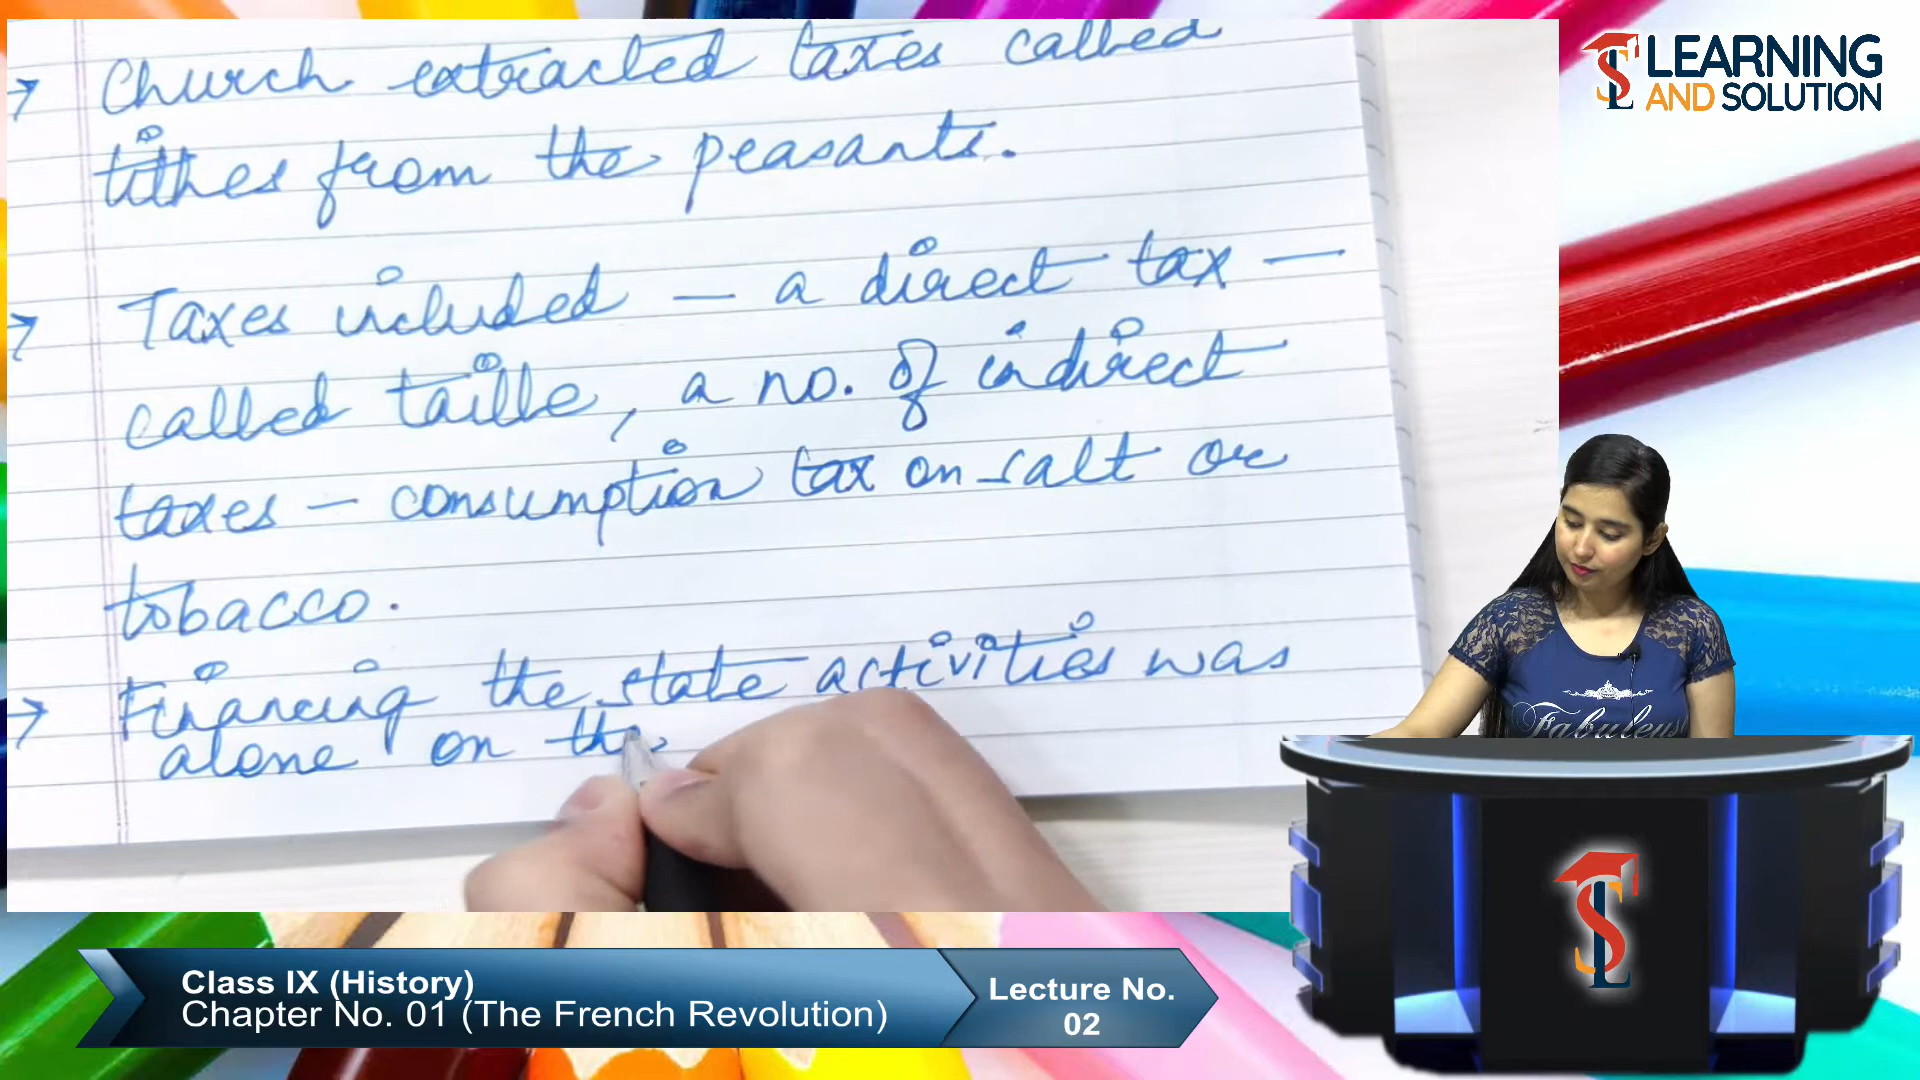 → Church extracted taxes called
tithes from the peasants.
→ Taxes included – a direct tax –
called taille, a no. of indirect
taxes – consumption tax on salt or
tobacco.
→ Financing the state activities was
alone on the
SL LEARNING
AND SOLUTION
Fabulous
SL
Class IX (History)
Chapter No. 01 (The French Revolution)
Lecture No.
02